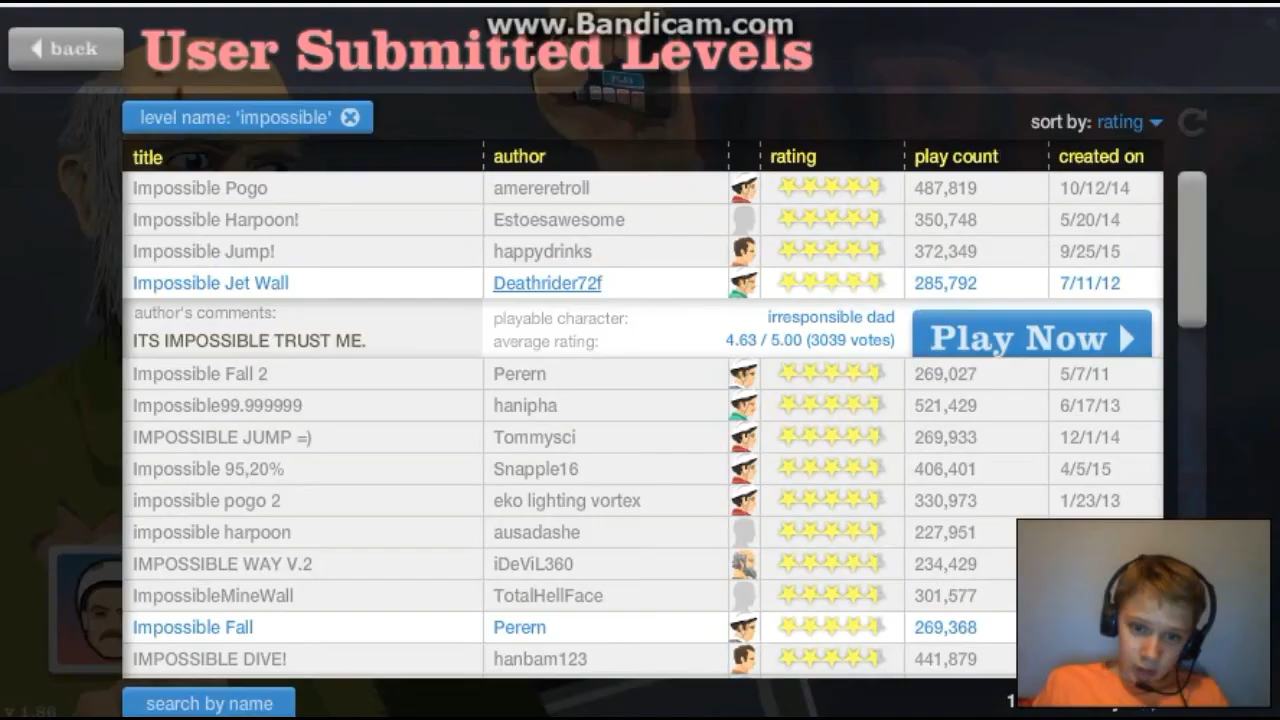 www.Bandicam.com
back
User Submitted Levels
PLAY
level name: 'impossible'
sort by: rating
title author rating play count created on
Impossible Pogo amereretroll 487,819 10/12/14
Impossible Harpoon! Estoesawesome 350,748 5/20/14
Impossible Jump! happydrinks 372,349 9/25/15
Impossible Jet Wall Deathrider72f 285,792 7/11/12
author's comments: playable character: irresponsible dad
ITS IMPOSSIBLE TRUST ME. average rating: 4.63 / 5.00 (3039 votes)
Play Now
Impossible Fall 2 Perern 269,027 5/7/11
Impossible99.999999 hanipha 521,429 6/17/13
IMPOSSIBLE JUMP =) Tommysci 269,933 12/1/14
Impossible 95,20% Snapple16 406,401 4/5/15
impossible pogo 2 eko lighting vortex 330,973 1/23/13
impossible harpoon ausadashe 227,951
IMPOSSIBLE WAY V.2 iDeViL360 234,429
ImpossibleMineWall TotalHellFace 301,577
Impossible Fall Perern 269,368
IMPOSSIBLE DIVE! hanbam123 441,879
search by name
v 1.86